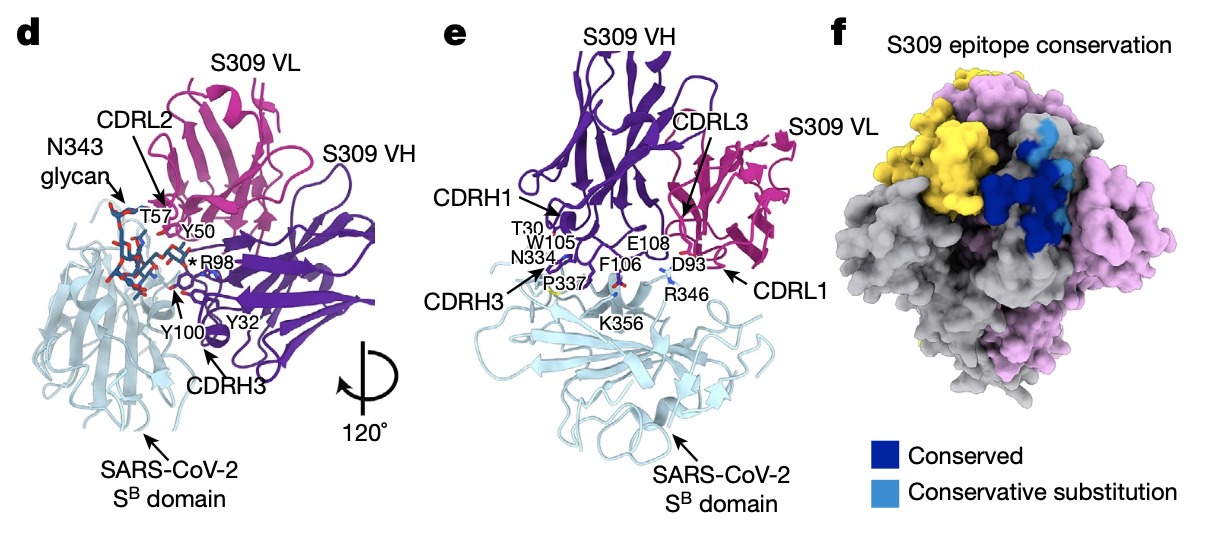 d
S309 VL
CDRL2
N343
glycan
S309 VH
T57
Y50
*
R98
Y100
Y32
CDRH3
120°
SARS-CoV-2
S^B domain
e
S309 VH
CDRL3
S309 VL
CDRH1
T30
W105
N334
E108
F106
D93
P337
R346
CDRH3
CDRL1
K356
SARS-CoV-2
S^B domain
f
S309 epitope conservation
Conserved
Conservative substitution